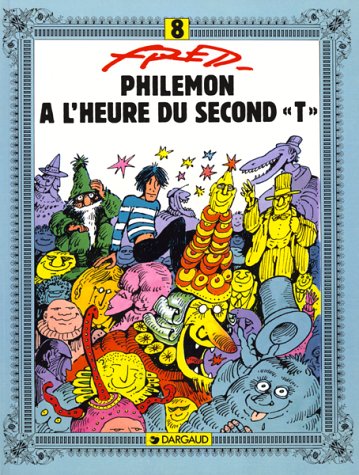 8
FRED
PHILEMON
A L'HEURE DU SECOND «T»
DARGAUD